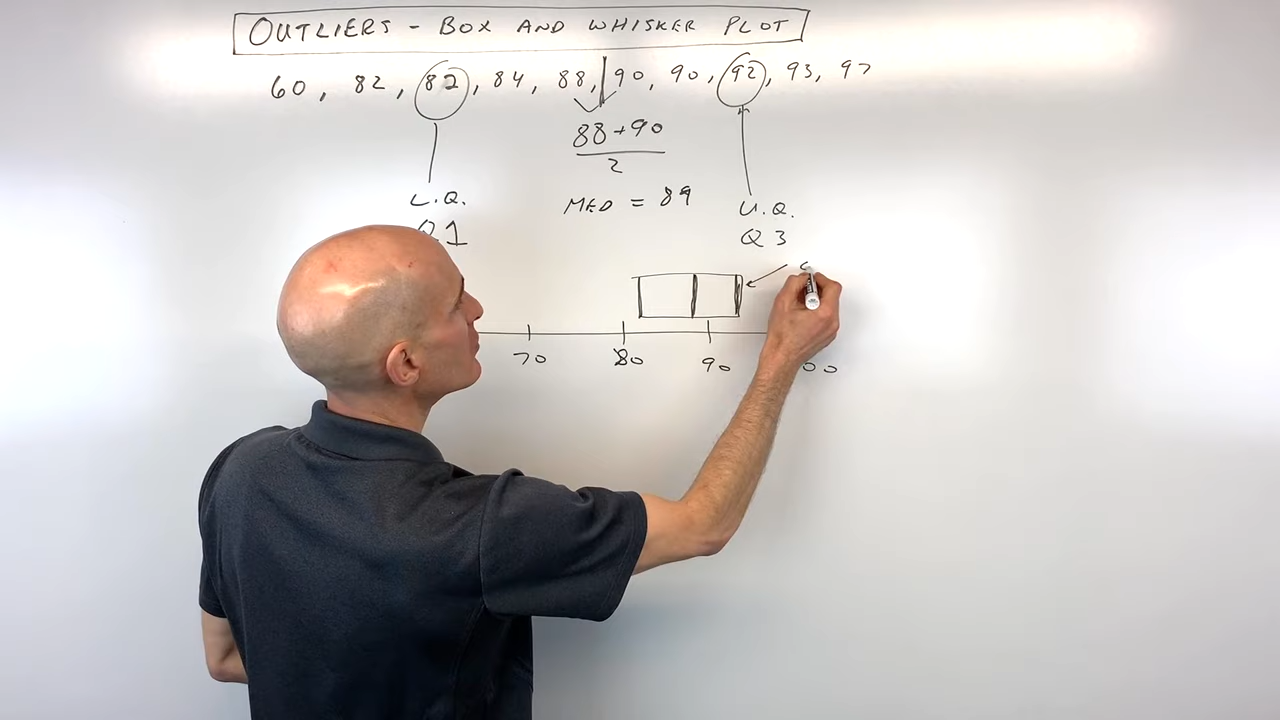 OUTLIERS - BOX AND WHISKER PLOT
60, 82, 82, 84, 88, 90, 90, 92, 93, 97
88+90
2
MED = 89
L.Q. U.Q.
Q1 Q3
70 80 90 00